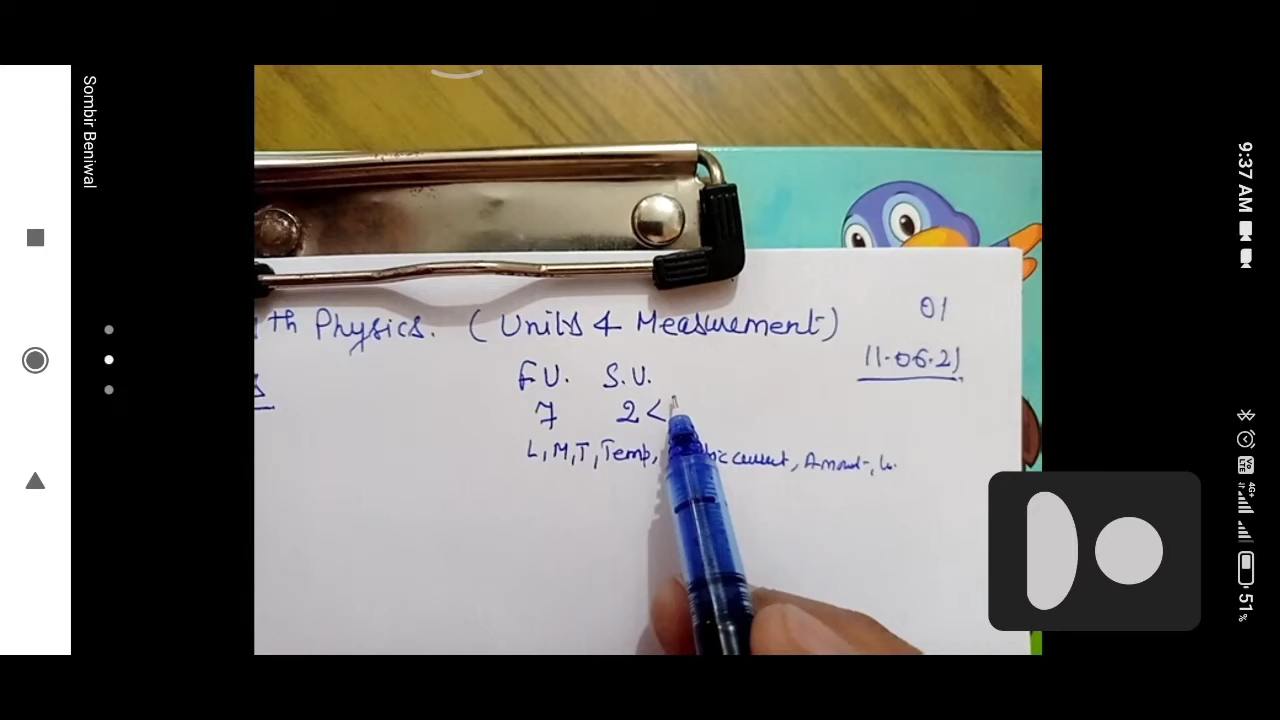 Sombir Beniwal
9:37 AM
th Physics. ( Units & Measurement)
01
11.06.21
F.U. S.U.
7 2<
L, M, T, Temp, current, Amount,
4G+
51%